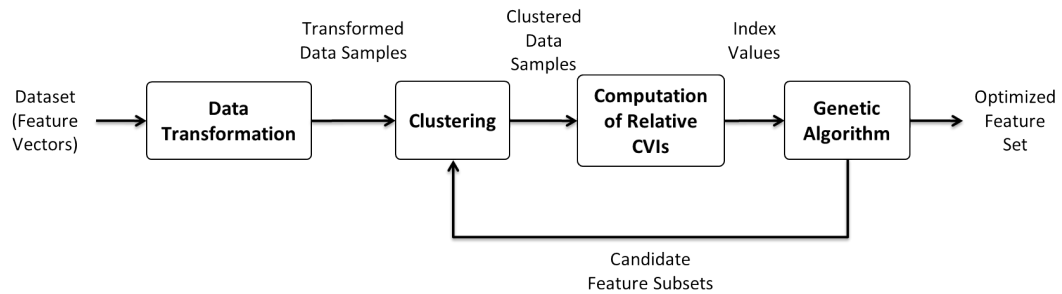 Dataset
(Feature
Vectors)
Data
Transformation
Transformed
Data Samples
Clustering
Clustered
Data
Samples
Computation
of Relative
CVIs
Index
Values
Genetic
Algorithm
Optimized
Feature
Set
Candidate
Feature Subsets